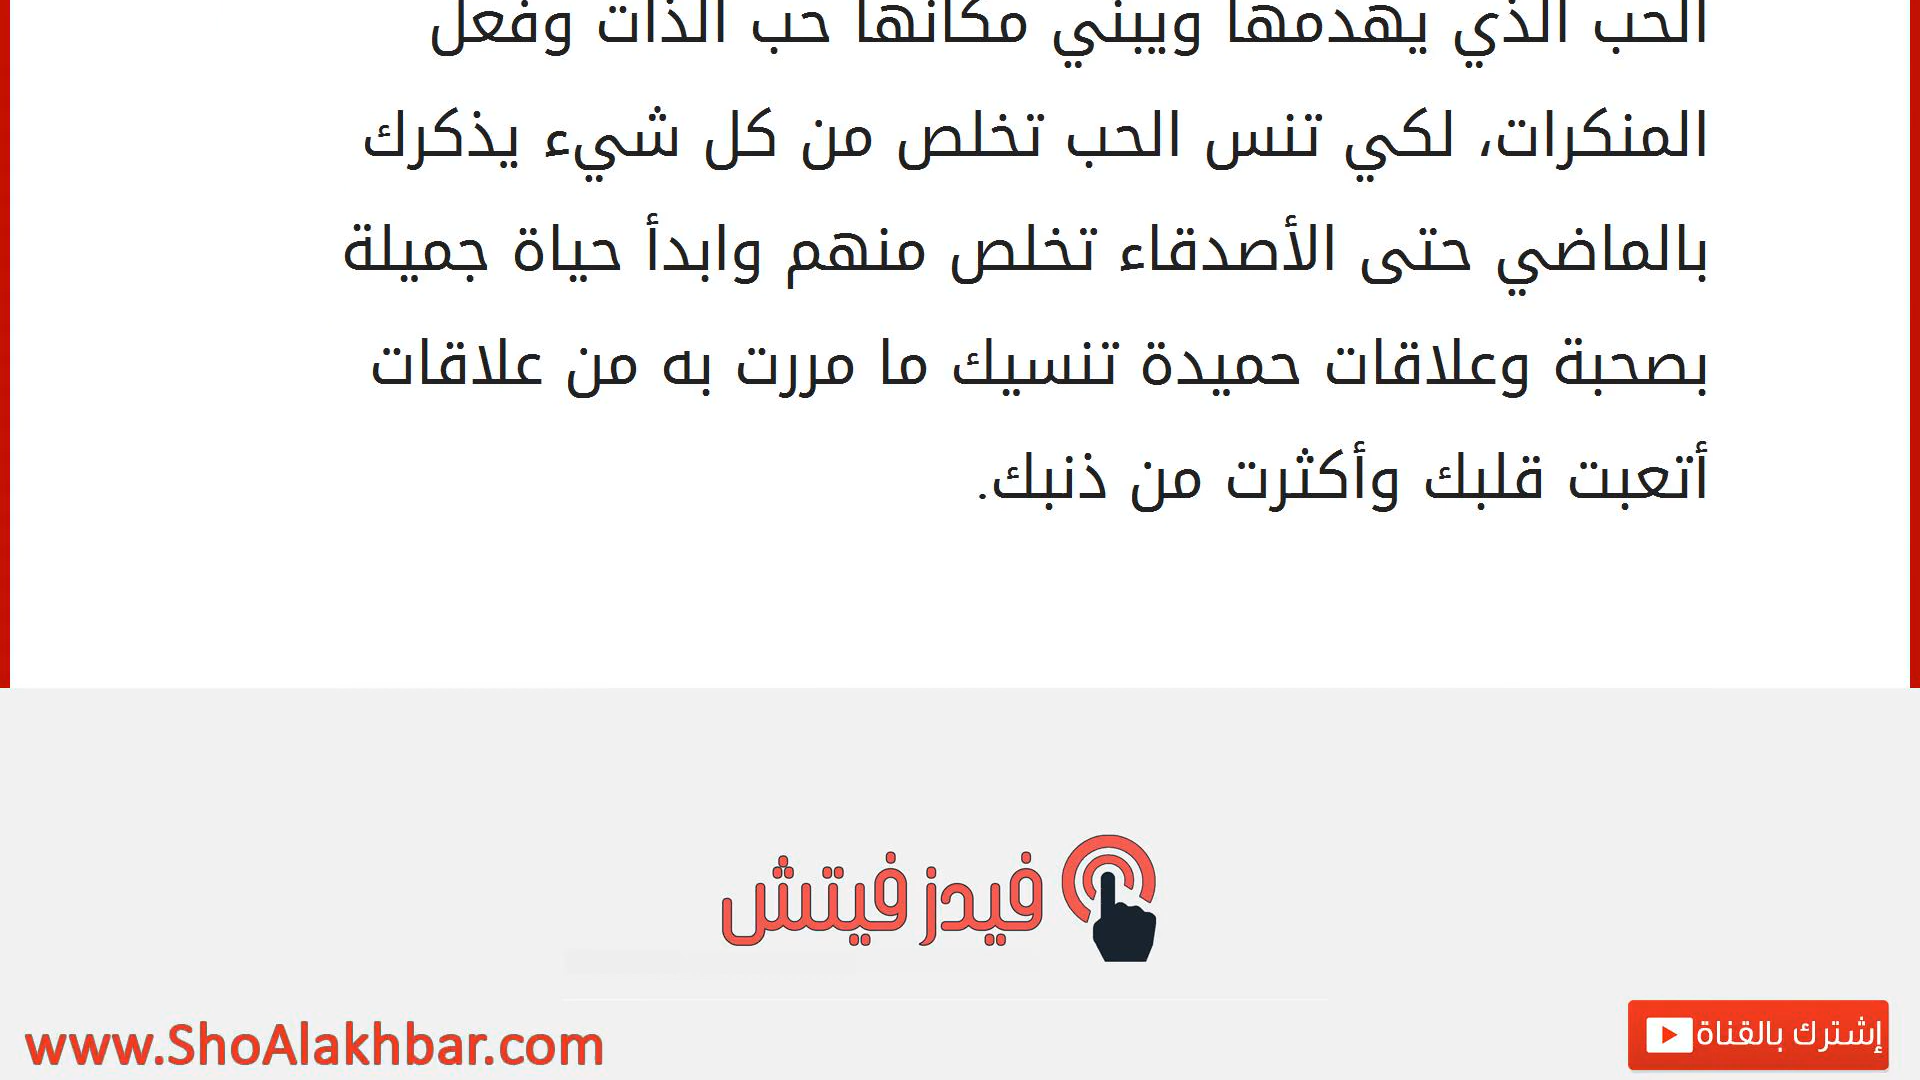 الحب الذي يهدمها ويبني مكانها حب الذات وفعل
المنكرات، لكي تنس الحب تخلص من كل شيء يذكرك
بالماضي حتى الأصدقاء تخلص منهم وابدأ حياة جميلة
بصحبة وعلاقات حميدة تنسيك ما مررت به من علاقات
أتعبت قلبك وأكثرت من ذنبك.
فيدز فيتش
www.ShoAlakhbar.com
إشترك بالقناة